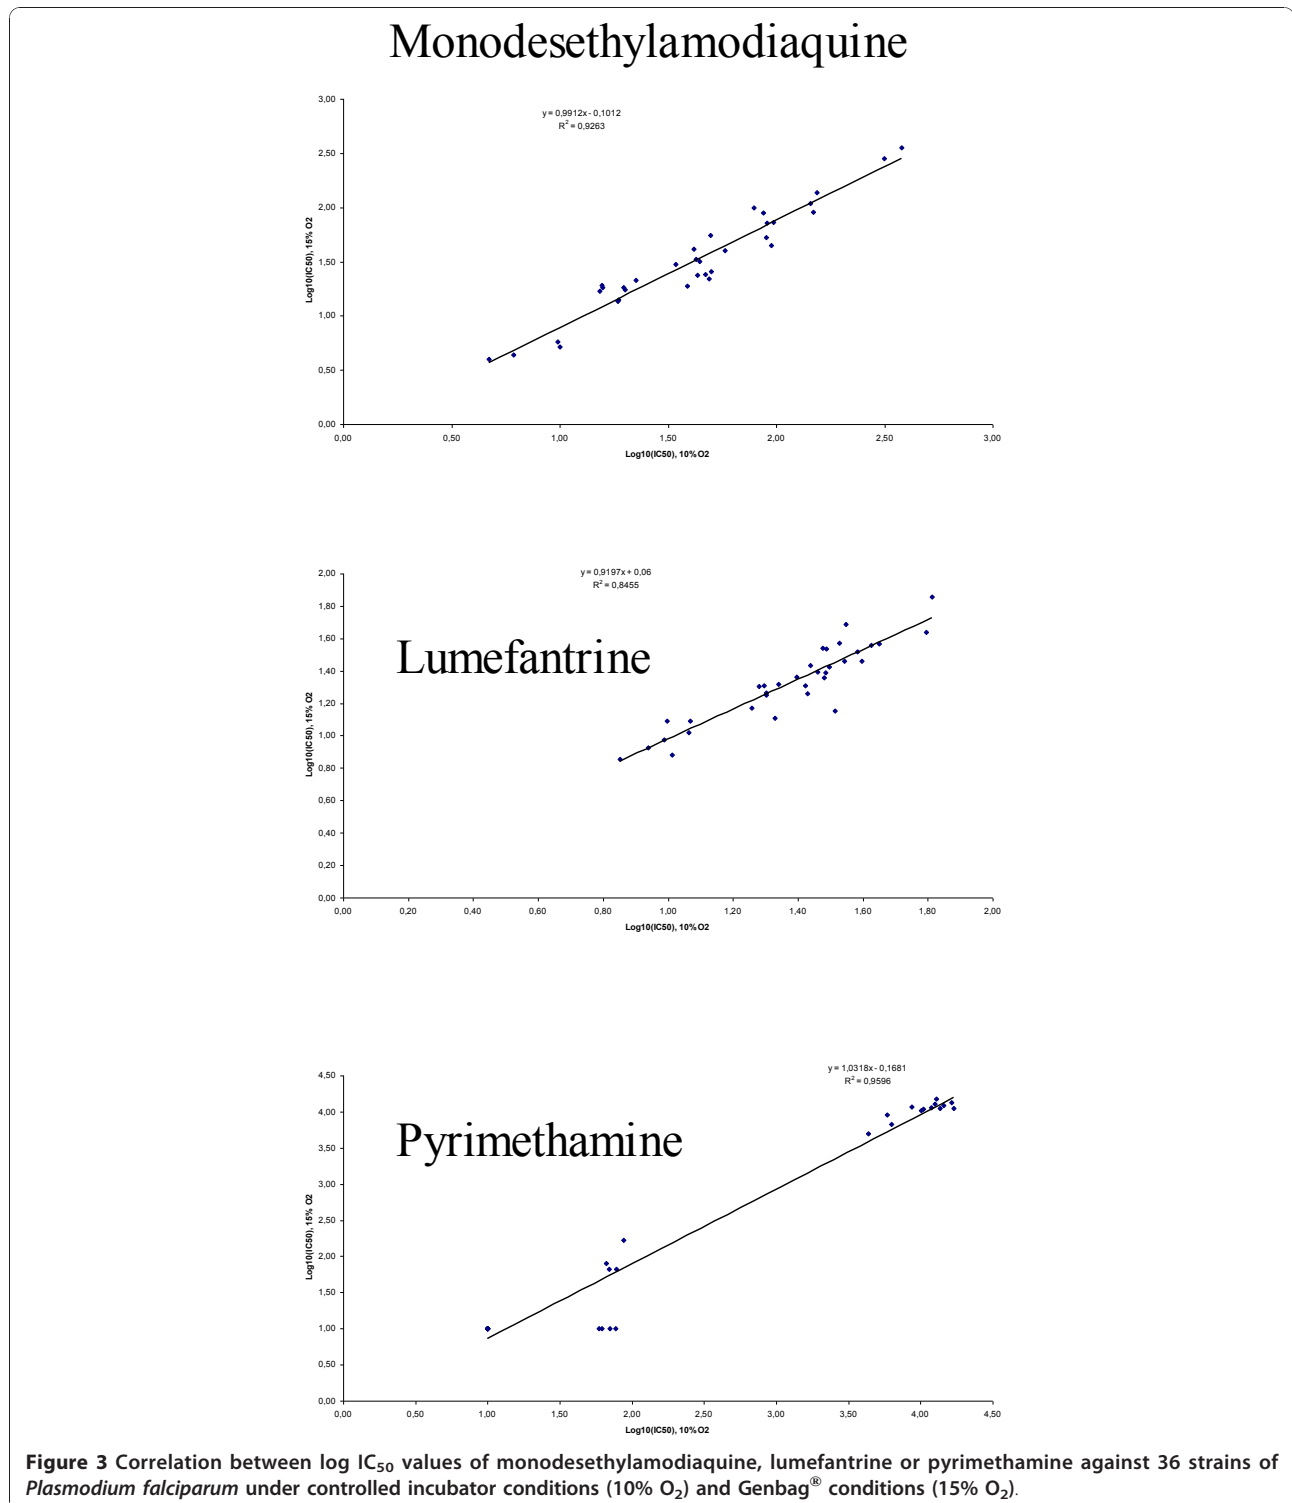 Monodesethylamodiaquine
y = 0,9912x - 0,1012
R2 = 0,9263
3,00
2,50
2,00
1,50
1,00
0,50
0,00
Log10(IC50), 15% O2
0,00 0,50 1,00 1,50 2,00 2,50 3,00
Log10(IC50), 10%O2
y = 0,9197x + 0,06
R2 = 0,8455
Lumefantrine
2,00
1,80
1,60
1,40
1,20
1,00
0,80
0,60
0,40
0,20
0,00
Log10(IC50), 15% O2
0,00 0,20 0,40 0,60 0,80 1,00 1,20 1,40 1,60 1,80 2,00
Log10(IC50), 10%O2
y = 1,0318x - 0,1681
R2 = 0,9596
Pyrimethamine
4,50
4,00
3,50
3,00
2,50
2,00
1,50
1,00
0,50
0,00
Log10(IC50), 15% O2
0,00 0,50 1,00 1,50 2,00 2,50 3,00 3,50 4,00 4,50
Log10(IC50), 10%O2
Figure 3 Correlation between log IC50 values of monodesethylamodiaquine, lumefantrine or pyrimethamine against 36 strains of
Plasmodium falciparum under controlled incubator conditions (10% O2) and Genbag® conditions (15% O2).